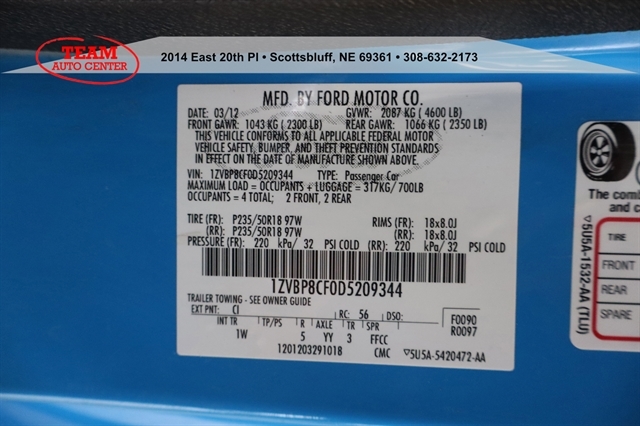 TEAM
AUTO CENTER
2014 East 20th Pl • Scottsbluff, NE 69361 • 308-632-2173
MFD. BY FORD MOTOR CO.
DATE: 03/12 GVWR: 2087 KG ( 4600 LB)
FRONT GAWR: 1043 KG ( 2300 LB) REAR GAWR: 1066 KG ( 2350 LB)
THIS VEHICLE CONFORMS TO ALL APPLICABLE FEDERAL MOTOR
VEHICLE SAFETY, BUMPER, AND THEFT PREVENTION STANDARDS
IN EFFECT ON THE DATE OF MANUFACTURE SHOWN ABOVE.
VIN: 1ZVBP8CF0D5209344 TYPE: Passenger Car
MAXIMUM LOAD = OCCUPANTS + LUGGAGE = 317KG/ 700LB
OCCUPANTS = 4 TOTAL; 2 FRONT, 2 REAR
TIRE (FR): P235/50R18 97W RIMS (FR): 18x8.0J
(RR): P235/50R18 97W (RR): 18x8.0J
PRESSURE (FR): 220 kPa/ 32 PSI COLD (RR): 220 kPa/ 32 PSI COLD
1ZVBP8CF0D5209344
TRAILER TOWING - SEE OWNER GUIDE
EXT PNT: CI RC: 56 DSO: F0090
INT TR TP/PS R AXLE TR SPR R0097
1W 5 YY 3 FFCC
1201203291018 CMC 5U5A-5420472-AA
The com
TIRE
FRONT
REAR
SPARE
5U5A-1532-AA (TLU)